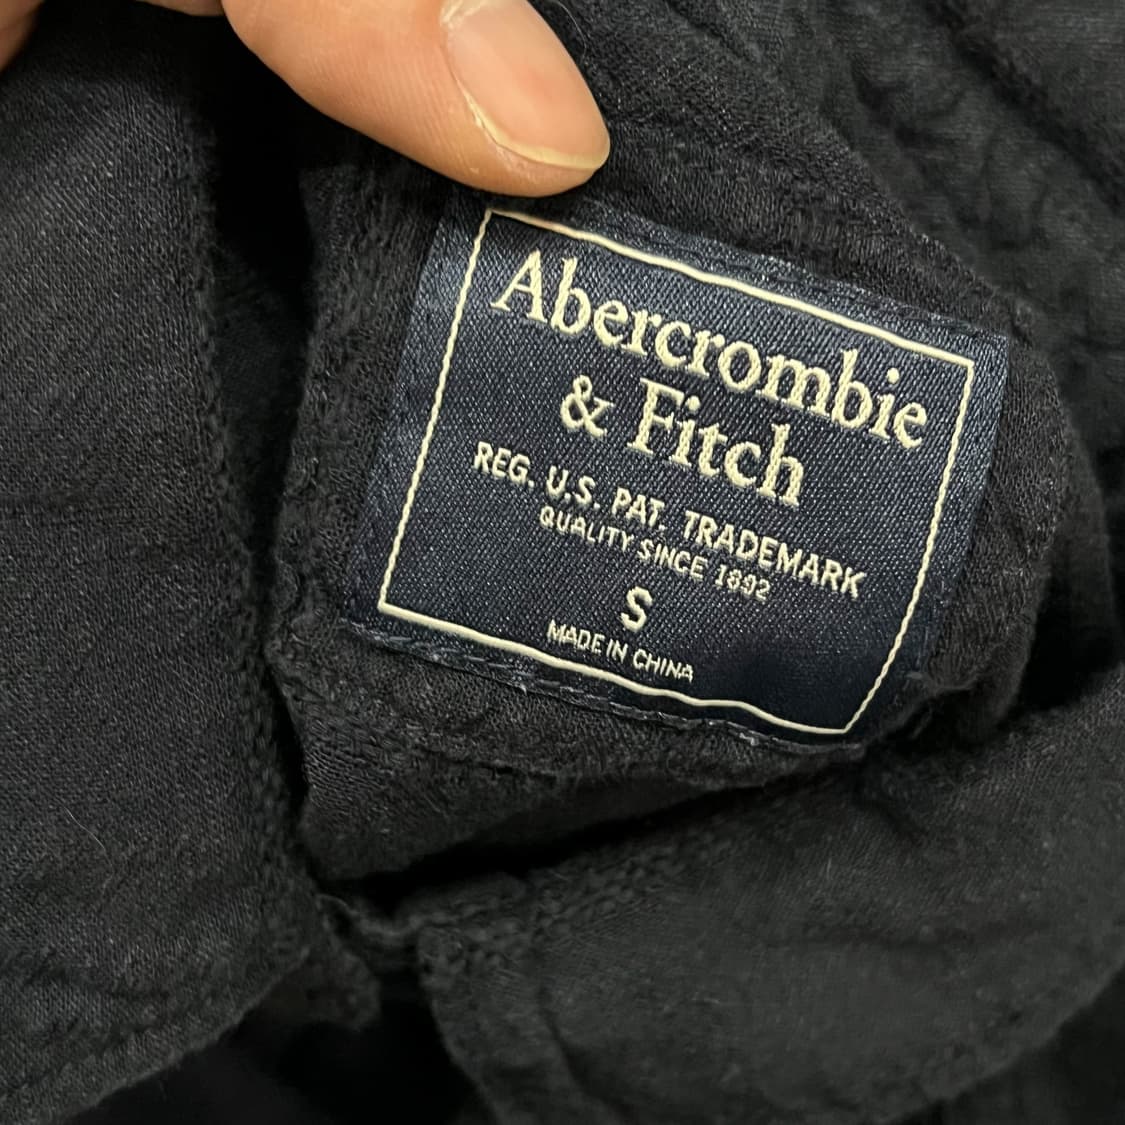 Abercrombie
& Fitch
REG. U.S. PAT. TRADEMARK
QUALITY SINCE 1892
S
MADE IN CHINA